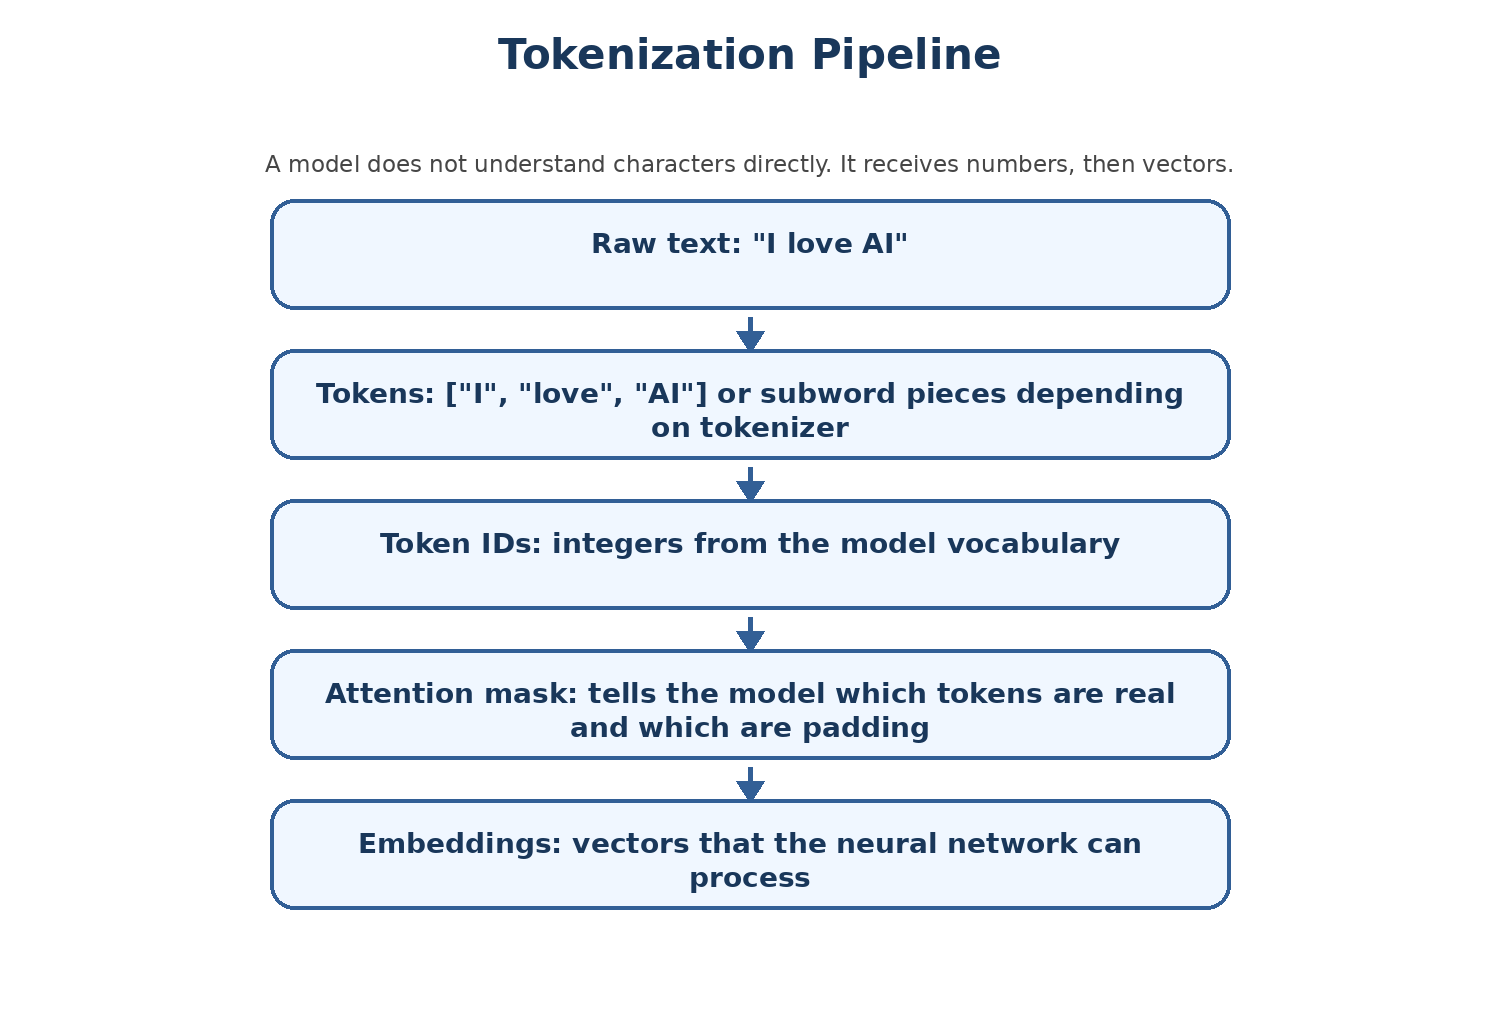 Tokenization Pipeline
A model does not understand characters directly. It receives numbers, then vectors.
Raw text: "I love AI"
Tokens: ["I", "love", "AI"] or subword pieces depending
on tokenizer
Token IDs: integers from the model vocabulary
Attention mask: tells the model which tokens are real
and which are padding
Embeddings: vectors that the neural network can
process